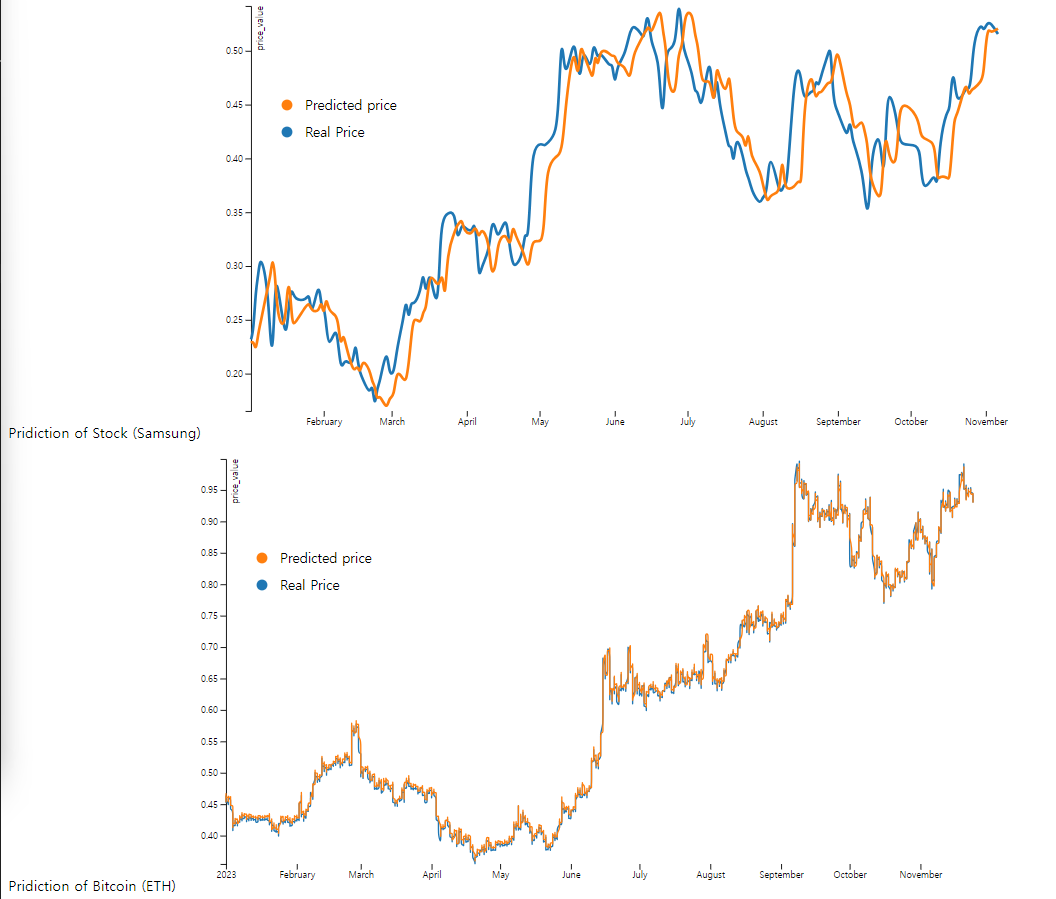 price_value
0.50
0.45
0.40
0.35
0.30
0.25
0.20
Predicted price
Real Price
February March April May June July August September October November
Pridiction of Stock (Samsung)
price_value
0.95
0.90
0.85
0.80
0.75
0.70
0.65
0.60
0.55
0.50
0.45
0.40
Predicted price
Real Price
2023 February March April May June July August September October November
Pridiction of Bitcoin (ETH)